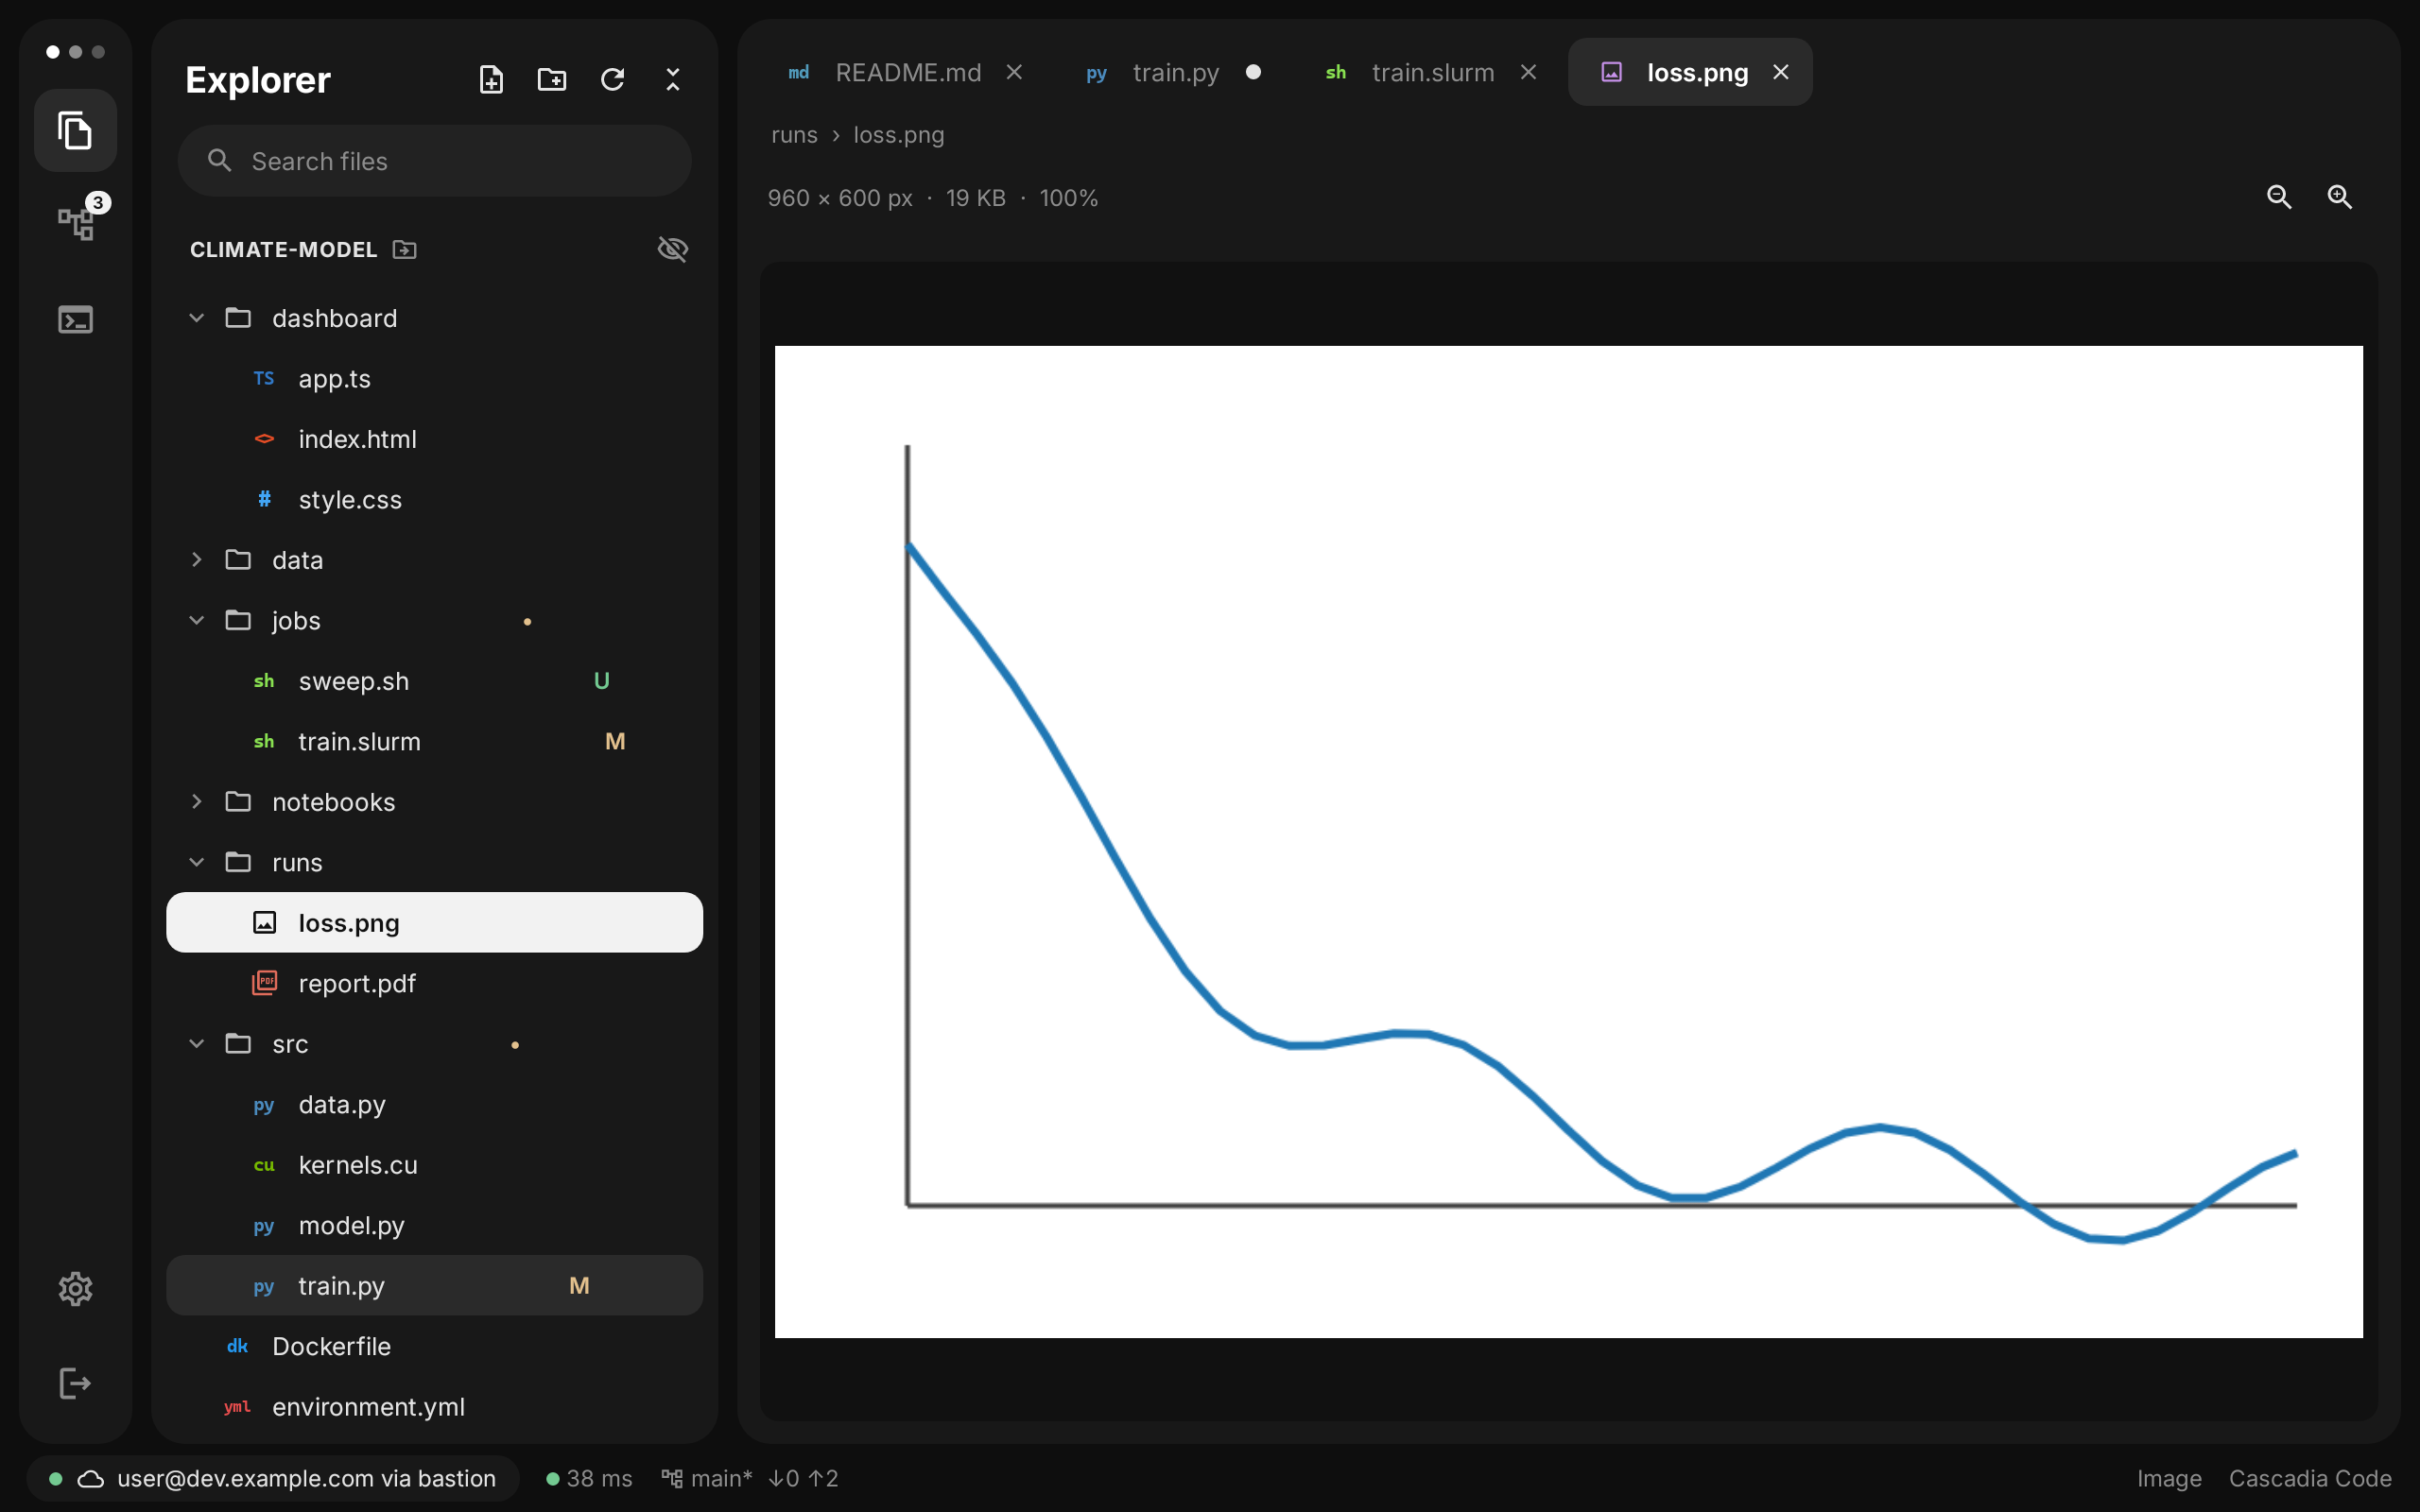 Explorer
Search files
3
CLIMATE-MODEL
dashboard
TS app.ts
<> index.html
# style.css
data
jobs
sh sweep.sh U
sh train.slurm M
notebooks
runs
loss.png
PDF report.pdf
src
py data.py
cu kernels.cu
py model.py
py train.py M
dk Dockerfile
yml environment.yml
md README.md
py train.py
sh train.slurm
loss.png
runs › loss.png
960 × 600 px · 19 KB · 100%
user@dev.example.com via bastion
38 ms
main* ↓0 ↑2
Image
Cascadia Code